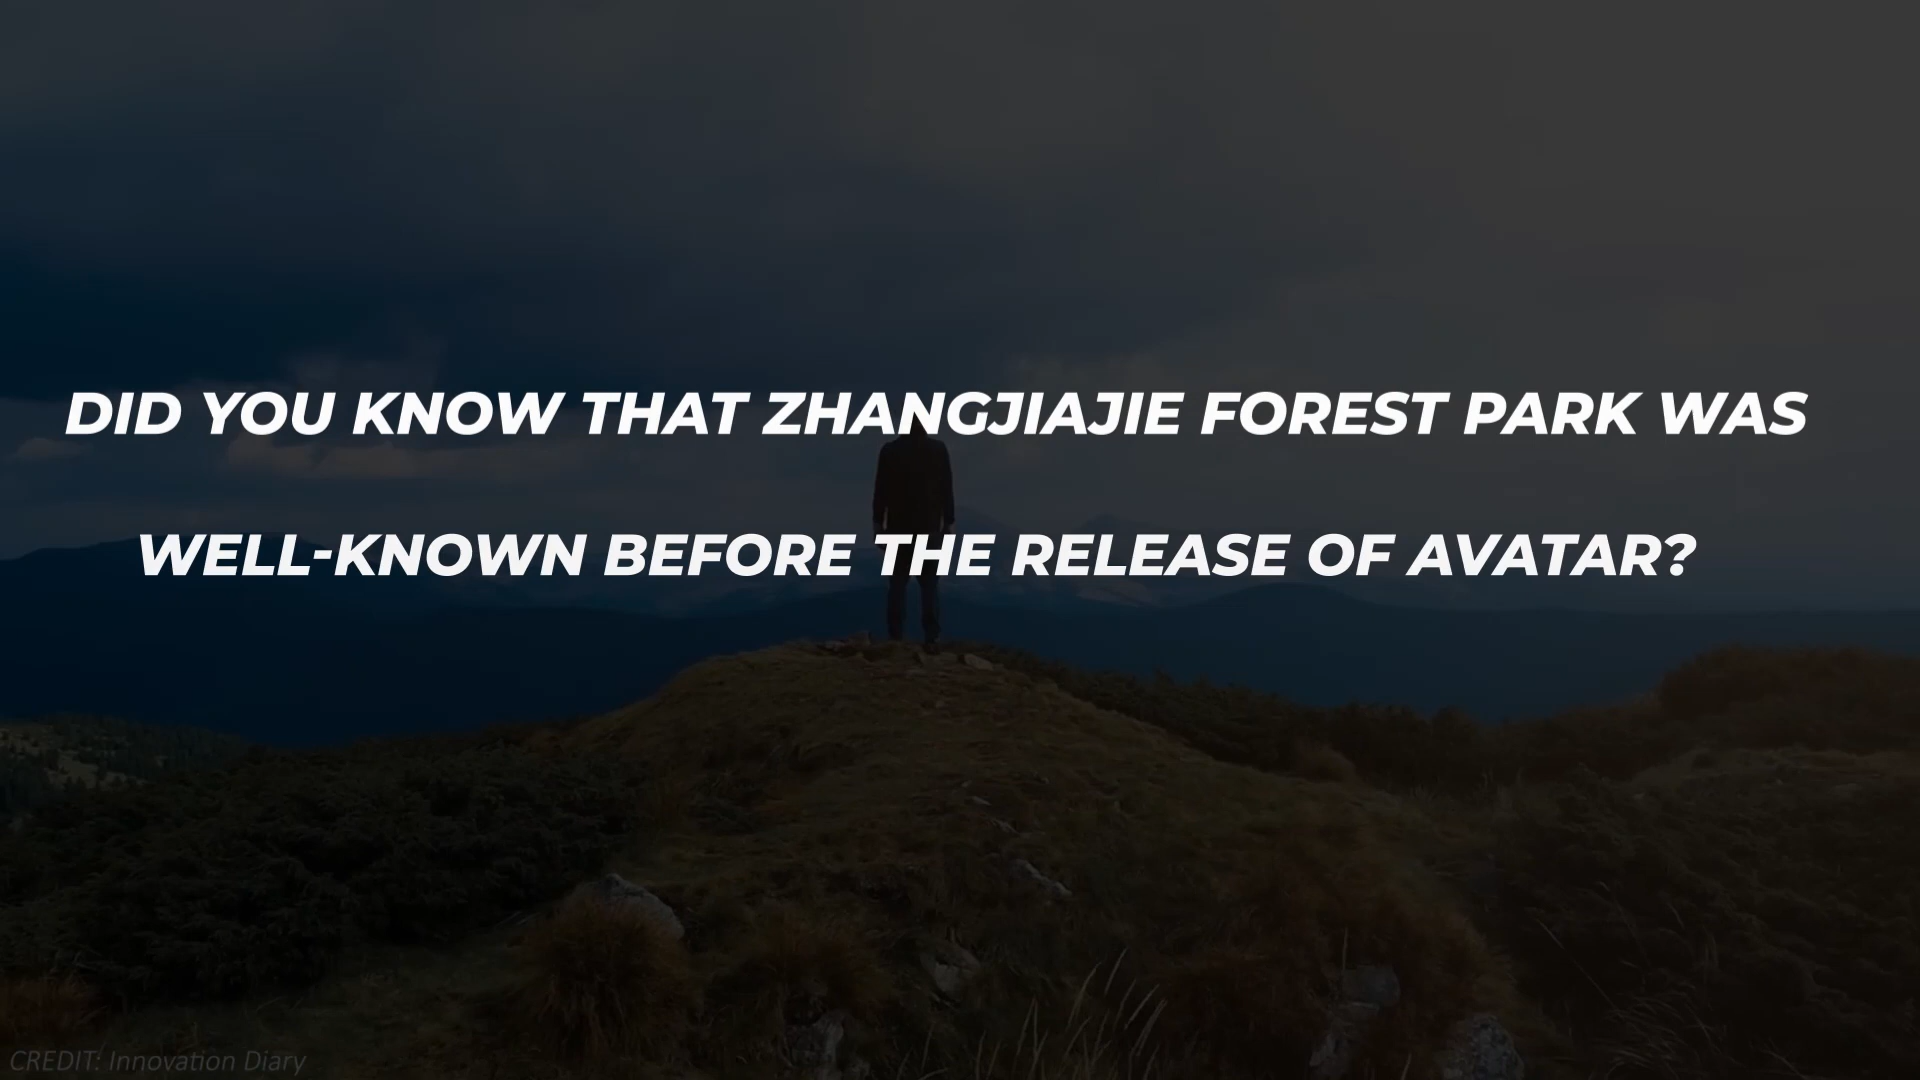 DID YOU KNOW THAT ZHANGJIAJIE FOREST PARK WAS
WELL-KNOWN BEFORE THE RELEASE OF AVATAR?
CREDIT: Innovation Diary